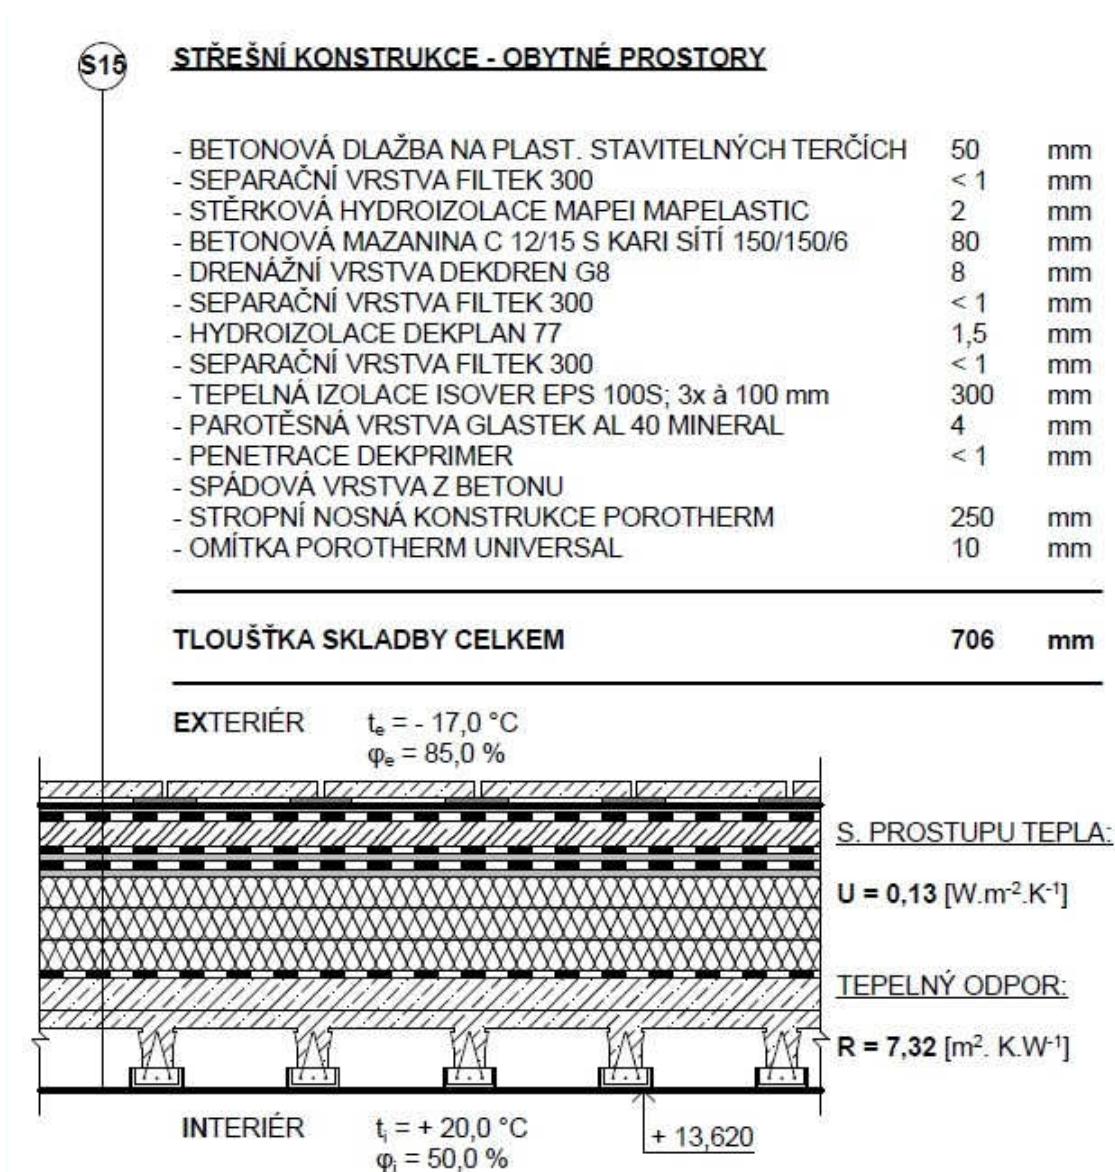 S15 STŘEŠNÍ KONSTRUKCE - OBYTNÉ PROSTORY
- BETONOVÁ DLAŽBA NA PLAST. STAVITELNÝCH TERČÍCH 50 mm
- SEPARAČNÍ VRSTVA FILTEK 300 < 1 mm
- STĚRKOVÁ HYDROIZOLACE MAPEI MAPELASTIC 2 mm
- BETONOVÁ MAZANINA C 12/15 S KARI SÍTÍ 150/150/6 80 mm
- DRENÁŽNÍ VRSTVA DEKDREN G8 8 mm
- SEPARAČNÍ VRSTVA FILTEK 300 < 1 mm
- HYDROIZOLACE DEKPLAN 77 1,5 mm
- SEPARAČNÍ VRSTVA FILTEK 300 < 1 mm
- TEPELNÁ IZOLACE ISOVER EPS 100S; 3x à 100 mm 300 mm
- PAROTĚSNÁ VRSTVA GLASTEK AL 40 MINERAL 4 mm
- PENETRACE DEKPRIMER < 1 mm
- SPÁDOVÁ VRSTVA Z BETONU
- STROPNÍ NOSNÁ KONSTRUKCE POROTHERM 250 mm
- OMÍTKA POROTHERM UNIVERSAL 10 mm
TLOUŠŤKA SKLADBY CELKEM 706 mm
EXTERIÉR tₑ = - 17,0 °C
φₑ = 85,0 %
S. PROSTUPU TEPLA:
U = 0,13 [W.m⁻².K⁻¹]
TEPELNÝ ODPOR:
R = 7,32 [m². K.W⁻¹]
INTERIÉR tᵢ = + 20,0 °C
+ 13,620
φᵢ = 50,0 %